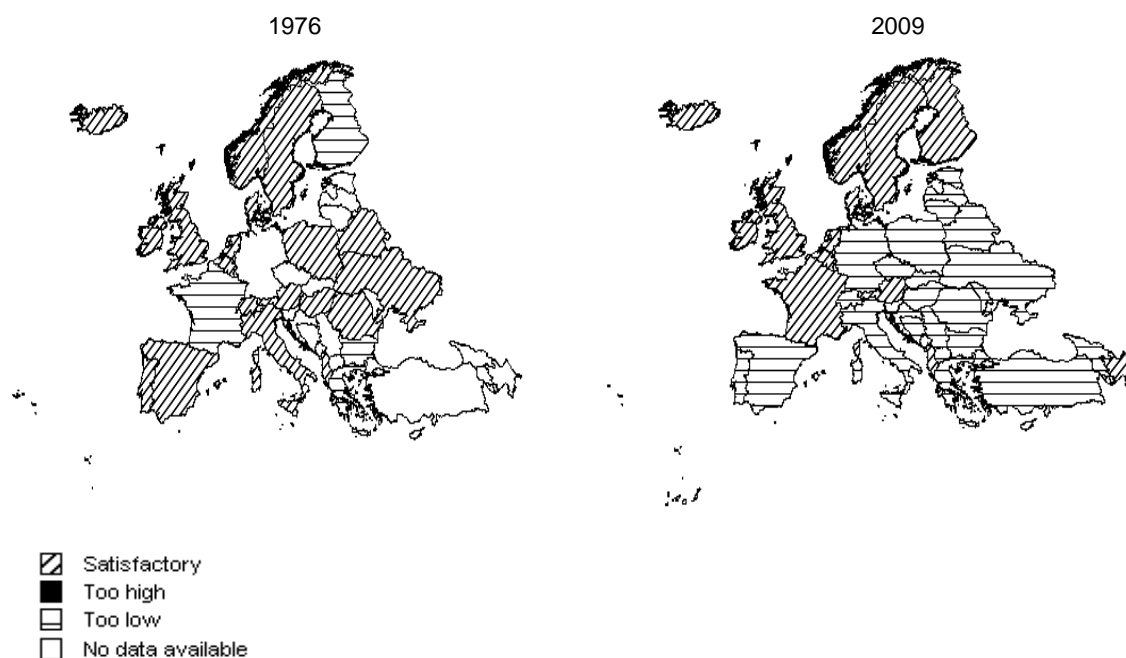 1976
2009
Satisfactory
Too high
Too low
No data available